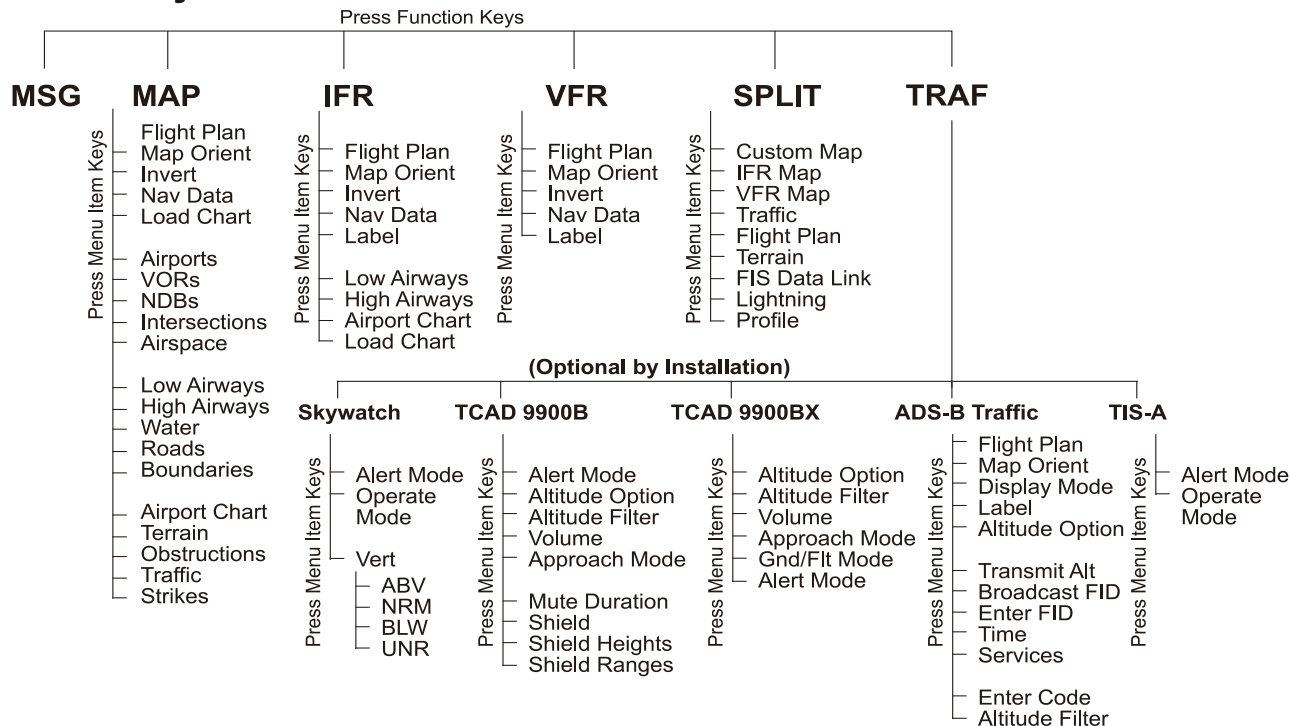 Press Function Keys
MSG
MAP
Press Menu Item Keys
Flight Plan
Map Orient
Invert
Nav Data
Load Chart
Airports
VORs
NDBs
Intersections
Airspace
Low Airways
High Airways
Water
Roads
Boundaries
Airport Chart
Terrain
Obstructions
Traffic
Strikes
IFR
Press Menu Item Keys
Flight Plan
Map Orient
Invert
Nav Data
Label
Low Airways
High Airways
Airport Chart
Load Chart
VFR
Press Menu Item Keys
Flight Plan
Map Orient
Invert
Nav Data
Label
SPLIT
Press Menu Item Keys
Custom Map
IFR Map
VFR Map
Traffic
Flight Plan
Terrain
FIS Data Link
Lightning
Profile
TRAF
(Optional by Installation)
Skywatch
Press Menu Item Keys
Alert Mode
Operate
Mode
Vert
ABV
NRM
BLW
UNR
TCAD 9900B
Press Menu Item Keys
Alert Mode
Altitude Option
Altitude Filter
Volume
Approach Mode
Mute Duration
Shield
Shield Heights
Shield Ranges
TCAD 9900BX
Press Menu Item Keys
Altitude Option
Altitude Filter
Volume
Approach Mode
Gnd/Flt Mode
Alert Mode
ADS-B Traffic
Press Menu Item Keys
Flight Plan
Map Orient
Display Mode
Label
Altitude Option
Transmit Alt
Broadcast FID
Enter FID
Time
Services
Enter Code
Altitude Filter
TIS-A
Press Menu Item Keys
Alert Mode
Operate
Mode